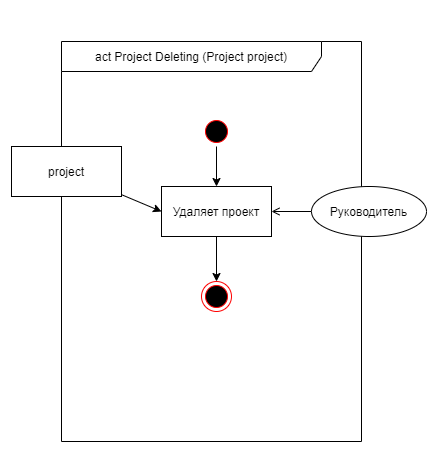 act Project Deleting (Project project)
project
Удаляет проект
Руководитель